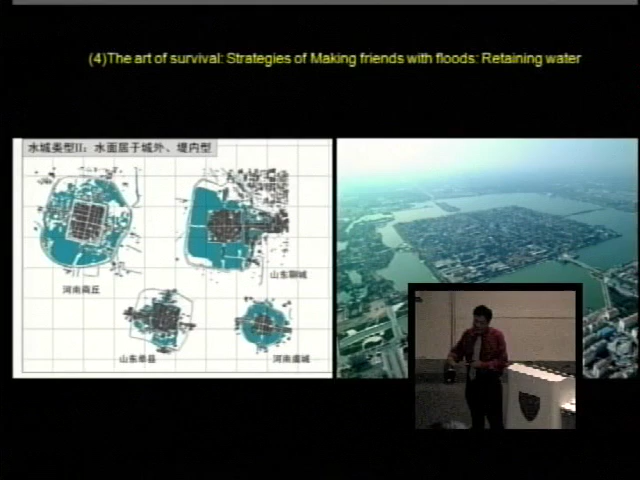 (4)The art of survival: Strategies of Making friends with floods: Retaining water
水城类型II：水面居于城外、堤内型
河南商丘
山东聊城
山东单县
河南虞城